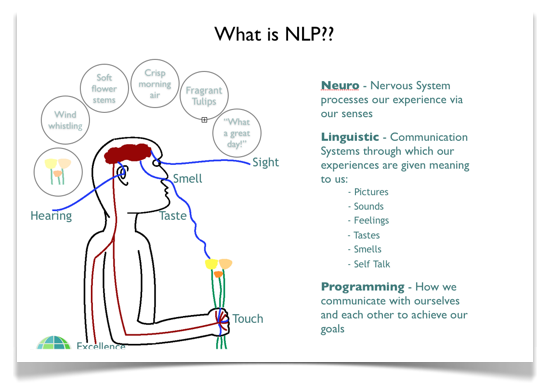 What is NLP??
Soft
flower
stems
Crisp
morning
air
Fragrant
Tulips
Wind
whistling
"What
a great
day!"
Sight
Smell
Hearing
Taste
Touch
Excellence
Neuro - Nervous System
processes our experience via
our senses
Linguistic - Communication
Systems through which our
experiences are given meaning
to us:
- Pictures
- Sounds
- Feelings
- Tastes
- Smells
- Self Talk
Programming - How we
communicate with ourselves
and each other to achieve our
goals